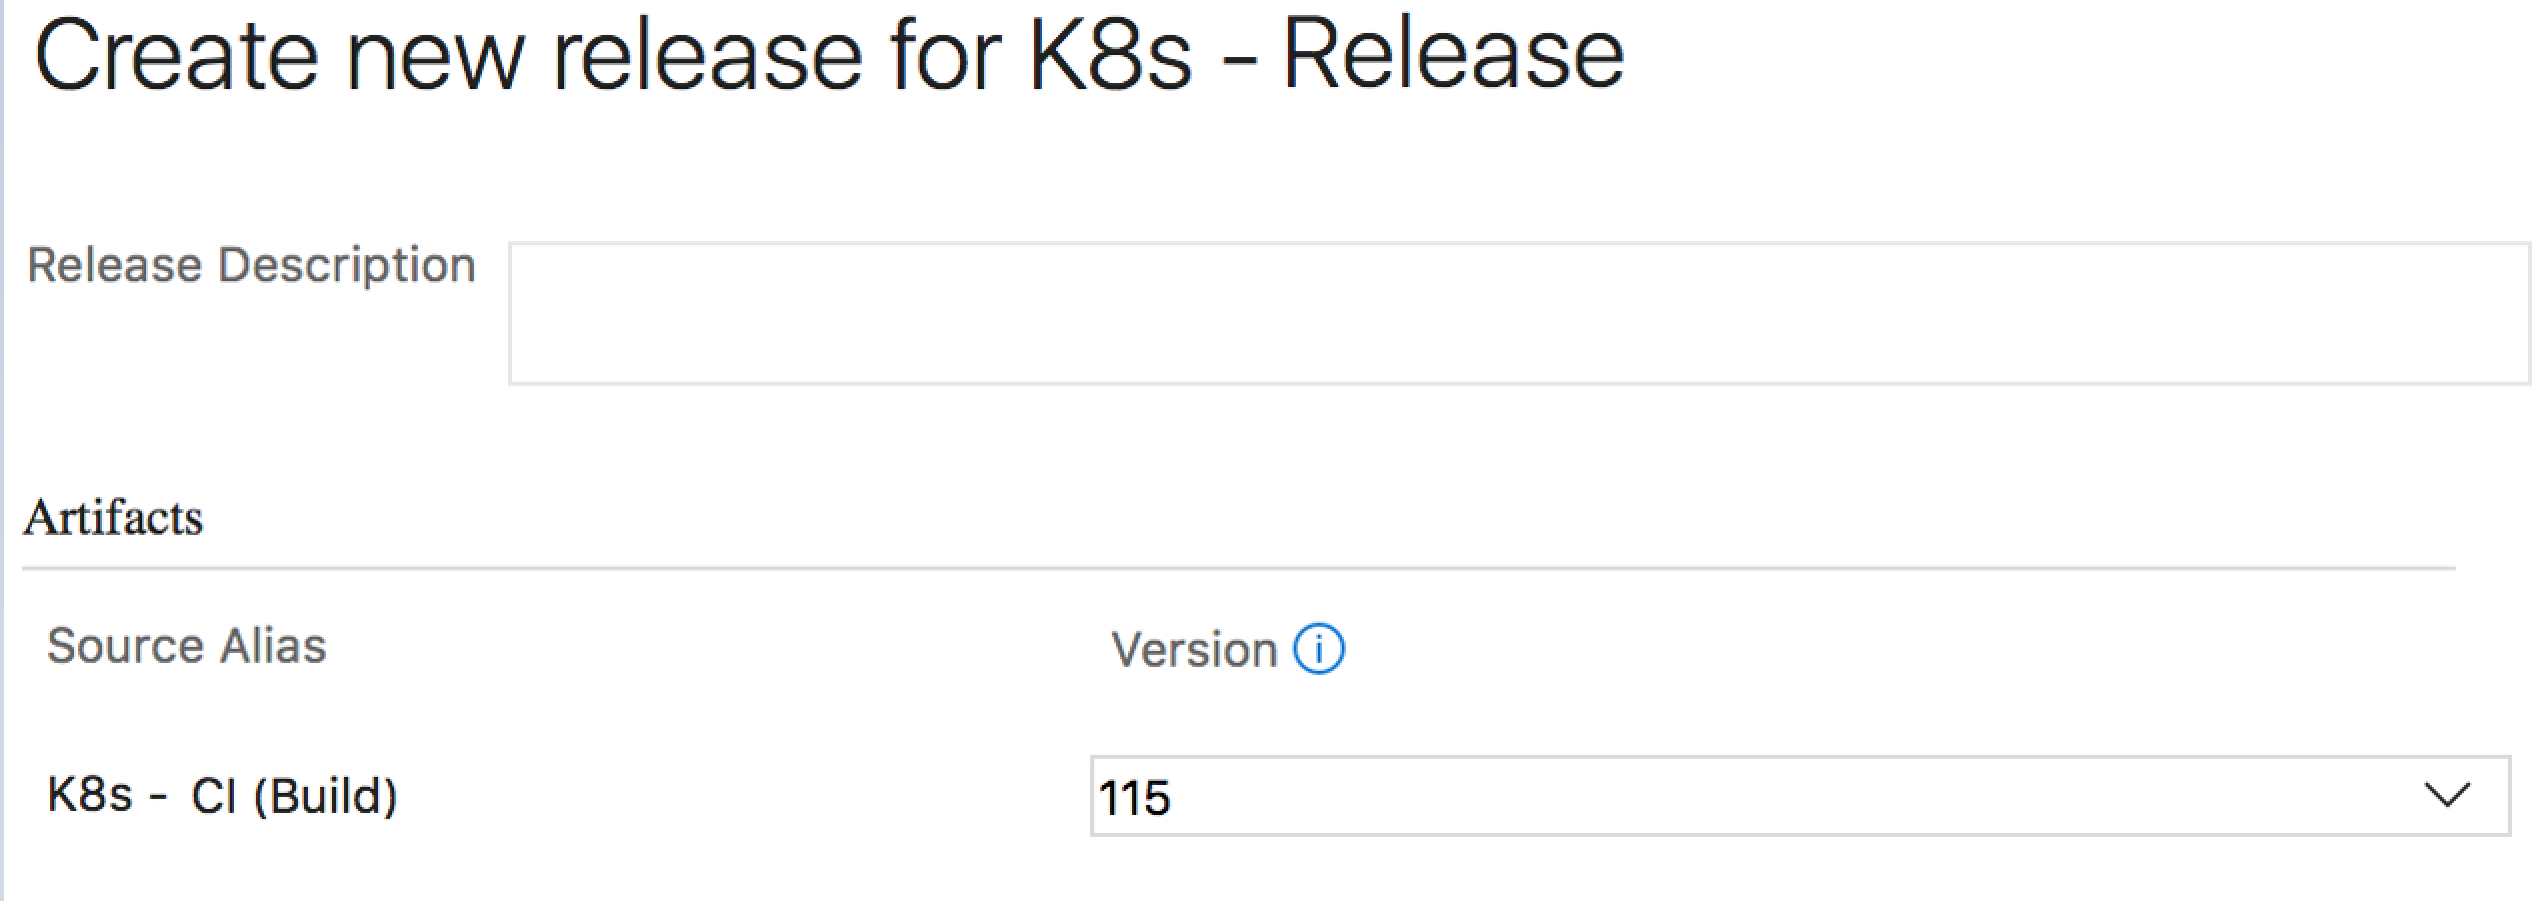 Create new release for K8s - Release
Release Description
Artifacts
Source Alias
Version
K8s - CI (Build)
115